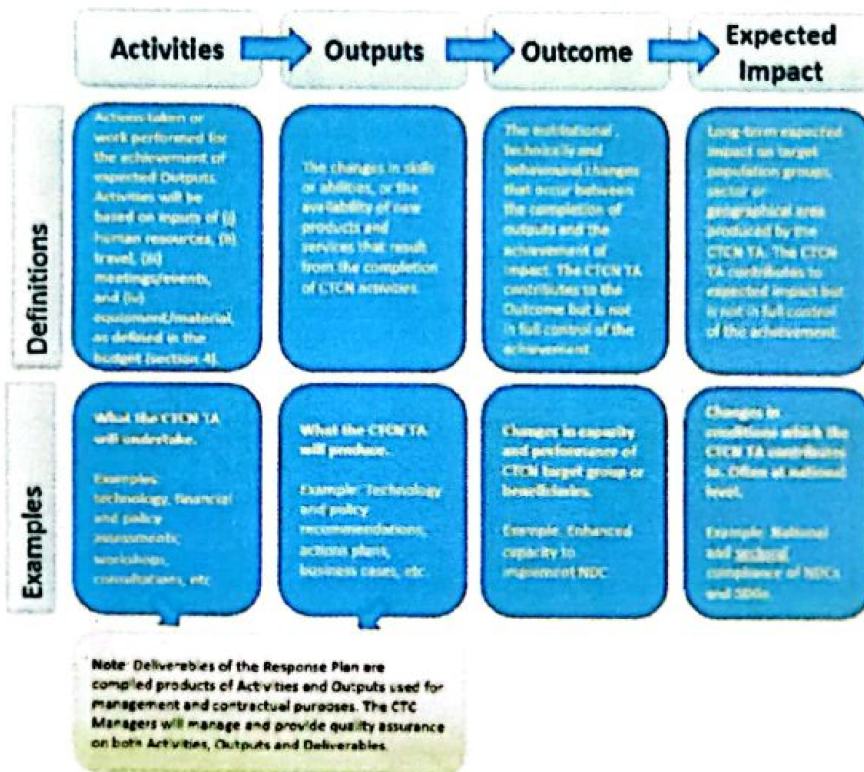 Activities
Outputs
Outcome
Expected
Impact
Definitions
Actions taken or
work performed for
the achievement of
expected Outputs.
Activities will be
based on inputs of (i)
human resources, (ii)
travel, (iii)
meetings/events,
and (iv)
equipment/material,
as defined in the
budget (section 4).
The changes in skills
or abilities, or the
availability of new
products and
services that result
from the completion
of CTCN activities
The institutional,
technically and
behavioural changes
that occur between
the completion of
outputs and the
achievement of
impact. The CTCN TA
contributes to the
Outcome but is not
in full control of the
achievement.
Long-term expected
impact on target
population groups,
sector or
geographical area
produced by the
CTCN TA. The CTCN
TA contributes to
expected impact but
is not in full control
of the achievement.
Examples
What the CTCN TA
will undertake.
Examples:
technology, financial
and policy
assessments,
workshops,
consultations, etc
What the CTCN TA
will produce.
Example: Technology
and policy
recommendations,
actions plans,
business cases, etc
Changes in capacity
and performance of
CTCN target group or
beneficiaries.
Example: Enhanced
capacity to
implement NDC
Changes in
conditions which the
CTCN TA contributes
to. Often at national
level.
Example: National
and sectoral
compliance of NDCs
and SDGs.
Note: Deliverables of the Response Plan are
compiled products of Activities and Outputs used for
management and contractual purposes. The CTC
Managers will manage and provide quality assurance
on both Activities, Outputs and Deliverables.